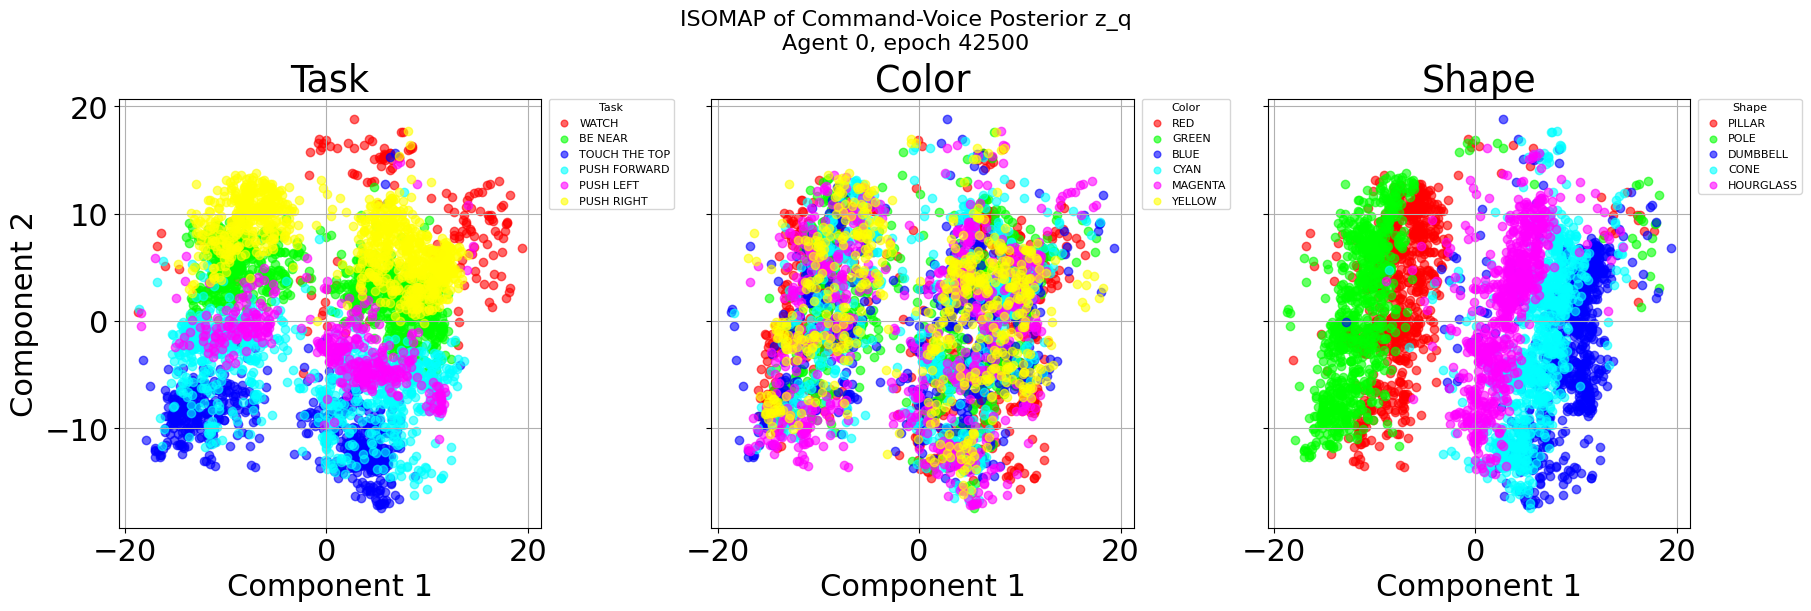 ISOMAP of Command-Voice Posterior z_q
Agent 0, epoch 42500
Task
Color
Shape
Task
WATCH
BE NEAR
TOUCH THE TOP
PUSH FORWARD
PUSH LEFT
PUSH RIGHT
Color
RED
GREEN
BLUE
CYAN
MAGENTA
YELLOW
Shape
PILLAR
POLE
DUMBBELL
CONE
HOURGLASS
Component 2
20
10
0
−10
−20 0 20
−20 0 20
−20 0 20
Component 1
Component 1
Component 1